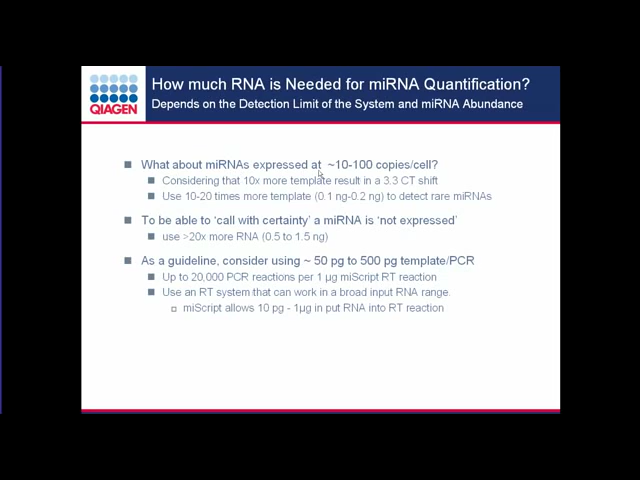 How much RNA is Needed for miRNA Quantification?
Depends on the Detection Limit of the System and miRNA Abundance
QIAGEN
What about miRNAs expressed at ~10-100 copies/cell?
Considering that 10x more template result in a 3.3 CT shift
Use 10-20 times more template (0.1 ng-0.2 ng) to detect rare miRNAs
To be able to ‘call with certainty’ a miRNA is ‘not expressed’
use >20x more RNA (0.5 to 1.5 ng)
As a guideline, consider using ~ 50 pg to 500 pg template/PCR
Up to 20,000 PCR reactions per 1 µg miScript RT reaction
Use an RT system that can work in a broad input RNA range.
miScript allows 10 pg - 1µg in put RNA into RT reaction